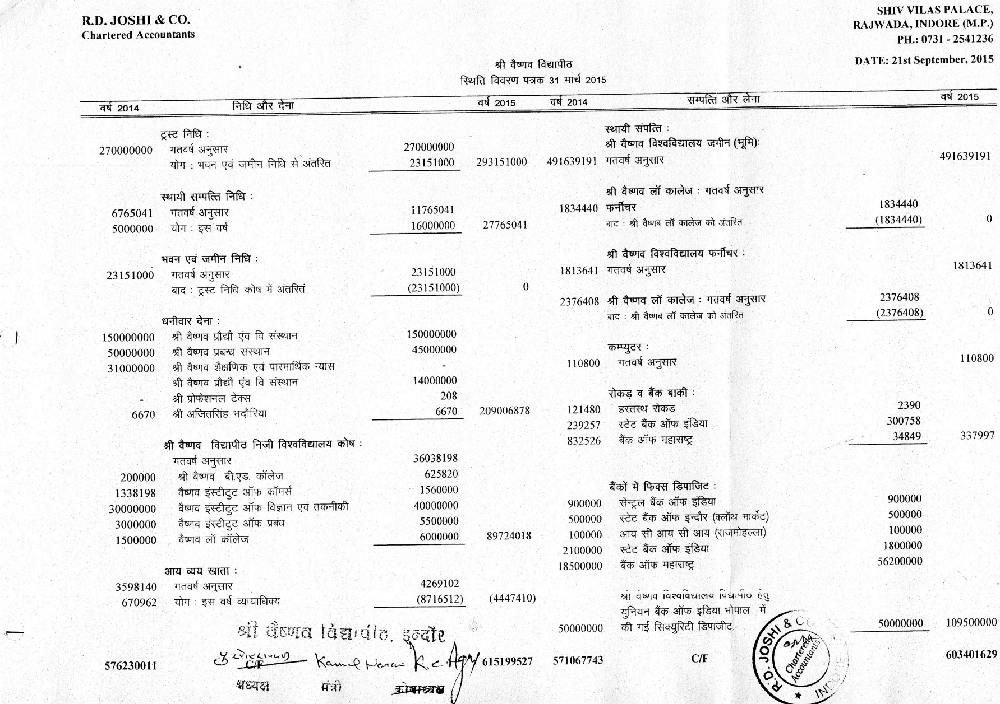 R.D. JOSHI & CO.
Chartered Accountants
SHIV VILAS PALACE,
RAJWADA, INDORE (M.P.)
PH.: 0731 - 2541236
DATE: 21st September, 2015
श्री वैष्णव विद्यापीठ
स्थिति विवरण पत्रक 31 मार्च 2015
वर्ष 2014 निधि और देना वर्ष 2015
ट्रस्ट निधि :
270000000 गतवर्ष अनुसार 270000000
योग : भवन एवं जमीन निधि से अंतरित 23151000 293151000
स्थायी सम्पत्ति निधि :
6765041 गतवर्ष अनुसार 11765041
5000000 योग : इस वर्ष 16000000 27765041
भवन एवं जमीन निधि :
23151000 गतवर्ष अनुसार 23151000
बाद : ट्रस्ट निधि कोष में अंतरित (23151000) 0
धनीवार देना :
150000000 श्री वैष्णव प्रौद्यौ एंव वि संस्थान 150000000
50000000 श्री वैष्णव प्रबन्ध संस्थान 45000000
31000000 श्री वैष्णव शैक्षणिक एवं पारमार्थिक न्यास -
श्री वैष्णव प्रौद्यौ एंव वि संस्थान 14000000
- श्री प्रोफेशनल टेक्स 208
6670 श्री अजितसिंह भदौरिया 6670 209006878
श्री वैष्णव विद्यापीठ निजी विश्वविद्यालय कोष :
गतवर्ष अनुसार 36038198
200000 श्री वैष्णव बी.एड. कॉलेज 625820
1338198 वैष्णव इंस्टीटुट ऑफ कॉमर्स 1560000
30000000 वैष्णव इंस्टीटुट ऑफ विज्ञान एवं तकनीकी 40000000
3000000 वैष्णव इंस्टीटुट ऑफ प्रबंध 5500000
1500000 वैष्णव लॉ कॉलेज 6000000 89724018
आय व्यय खाता :
3598140 गतवर्ष अनुसार 4269102
670962 योग : इस वर्ष व्यायाधिक्य (8716512) (4447410)
श्री वैष्णव विद्यापीठ, इन्दौर
576230011 C/F 615199527
अध्यक्ष मंत्री कोषाध्यक्ष
वर्ष 2014 सम्पत्ति और लेना वर्ष 2015
स्थायी संपत्ति :
श्री वैष्णव विश्वविद्यालय जमीन (भूमि):
491639191 गतवर्ष अनुसार 491639191
श्री वैष्णव लॉ कालेज : गतवर्ष अनुसार
1834440 फर्नीचर 1834440
बाद : श्री वैष्णब लॉ कालेज को अंतरित (1834440) 0
श्री वैष्णव विश्वविद्यालय फर्नीचर :
1813641 गतवर्ष अनुसार 1813641
2376408 श्री वैष्णव लॉ कालेज : गतवर्ष अनुसार 2376408
बाद : श्री वैष्णब लॉ कालेज को अंतरित (2376408) 0
कम्प्युटर :
110800 गतवर्ष अनुसार 110800
रोकड़ व बैंक बाकी :
121480 हस्तस्थ रोकड 2390
239257 स्टेट बैंक ऑफ इंडिया 300758
832526 बैंक ऑफ महाराष्ट्र 34849 337997
बैंकों में फिक्स डिपाजिट :
900000 सेन्ट्रल बैंक ऑफ इंडिया 900000
500000 स्टेट बैंक ऑफ इन्दौर (क्लॉथ मार्केट) 500000
100000 आय सी आय सी आय (राजमोहल्ला) 100000
2100000 स्टेट बैंक ऑफ इंडिया 1800000
18500000 बैंक ऑफ महाराष्ट्र 56200000
श्री वैष्णव विश्वविद्यालय विद्यापीठ हेतु
युनियन बैंक ऑफ इडिया भोपाल में
50000000 की गई सिक्युरिटी डिपाजीट 50000000 109500000
571067743 C/F 603401629
R.D. JOSHI & CO
Chartered
Accountants
INDORE